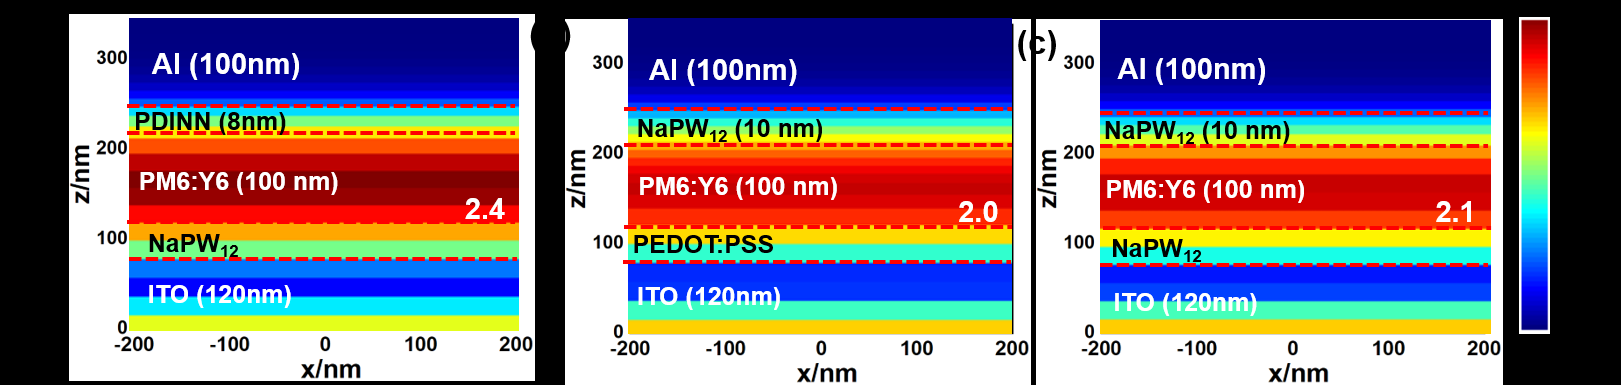 300
200
100
0
z/nm
Al (100nm)
PDINN (8nm)
PM6:Y6 (100 nm)
2.4
NaPW12
ITO (120nm)
-200 -100 0 100 200
x/nm
300
200
100
0
z/nm
Al (100nm)
NaPW12 (10 nm)
PM6:Y6 (100 nm)
2.0
PEDOT:PSS
ITO (120nm)
-200 -100 0 100 200
x/nm
(c)
300
200
100
0
z/nm
Al (100nm)
NaPW12 (10 nm)
PM6:Y6 (100 nm)
2.1
NaPW12
ITO (120nm)
-200 -100 0 100 200
x/nm